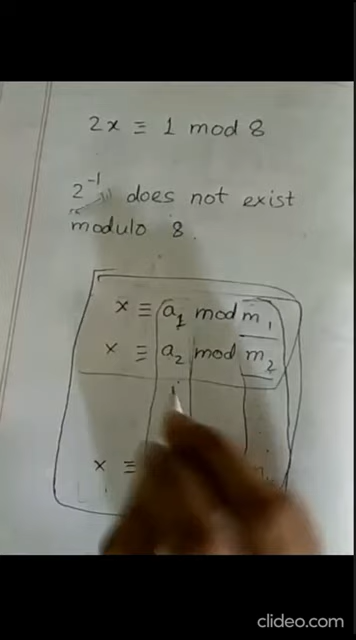 2x ≡ 1 mod 8
2⁻¹ does not exist
modulo 8.
x ≡ a₁ mod m₁
x ≡ a₂ mod m₂
x ≡
clideo.com